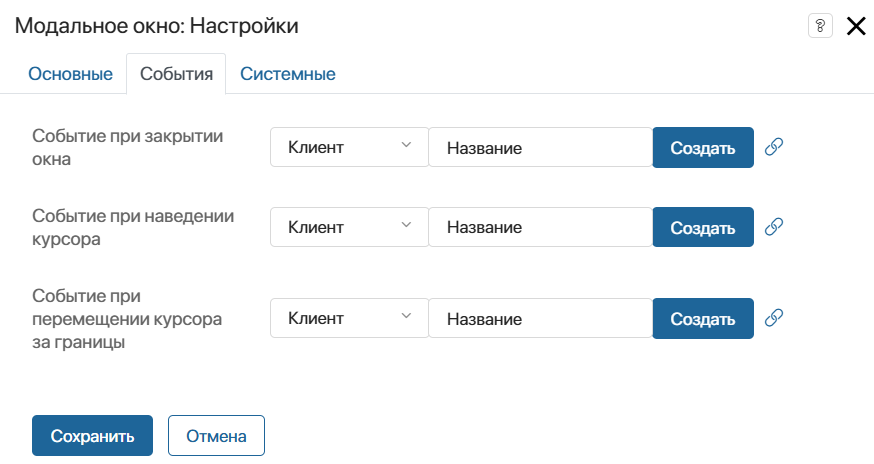 Модальное окно: Настройки
?
Основные События Системные
Событие при закрытии
окна
Клиент Название Создать
Событие при наведении
курсора
Клиент Название Создать
Событие при
перемещении курсора
за границы
Клиент Название Создать
Сохранить Отмена